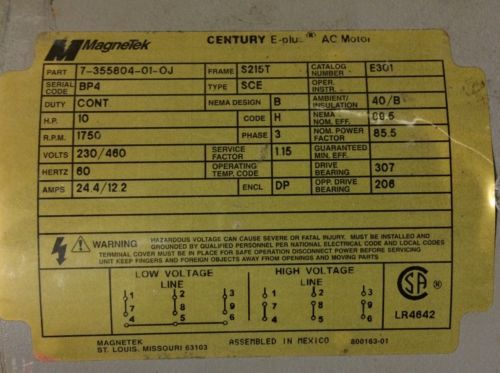 MagneTek CENTURY E-plus® AC Motor
PART 7-355804-01-OJ FRAME S215T CATALOG NUMBER E301
SERIAL CODE BP4 TYPE SCE OPER. INSTR.
DUTY CONT NEMA DESIGN B AMBIENT/ INSULATION 40/B
H.P. 10 CODE H NEMA NOM. EFF. 89.5
R.P.M. 1750 PHASE 3 NOM. POWER FACTOR 85.5
VOLTS 230/460 SERVICE FACTOR 1.15 GUARANTEED MIN. EFF.
HERTZ 60 OPERATING TEMP. CODE DRIVE BEARING 307
AMPS 24.4/12.2 ENCL DP OPP. DRIVE BEARING 206
WARNING HAZARDOUS VOLTAGE CAN CAUSE SEVERE OR FATAL INJURY. MUST BE INSTALLED AND
GROUNDED BY QUALIFIED PERSONNEL PER NATIONAL ELECTRICAL CODE AND LOCAL CODES
TERMINAL COVER MUST BE IN PLACE FOR SAFE OPERATION DISCONNECT POWER BEFORE SERVICING
UNIT KEEP FINGERS AND FOREIGN OBJECTS AWAY FROM OPENINGS AND MOVING PARTS
LOW VOLTAGE HIGH VOLTAGE
LINE LINE
1 2 3 1 2 3
7 8 9 7 8 9
4 5 6 4 5 6
SA ®
LR4642
MAGNETEK
ST. LOUIS, MISSOURI 63103 ASSEMBLED IN MEXICO 800163-01